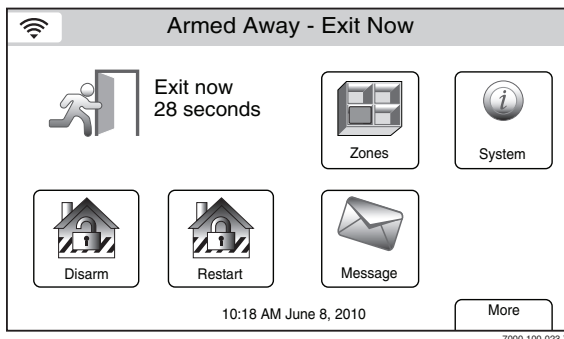 Armed Away - Exit Now
Exit now
28 seconds
Zones
System
Disarm
Restart
Message
10:18 AM June 8, 2010
More